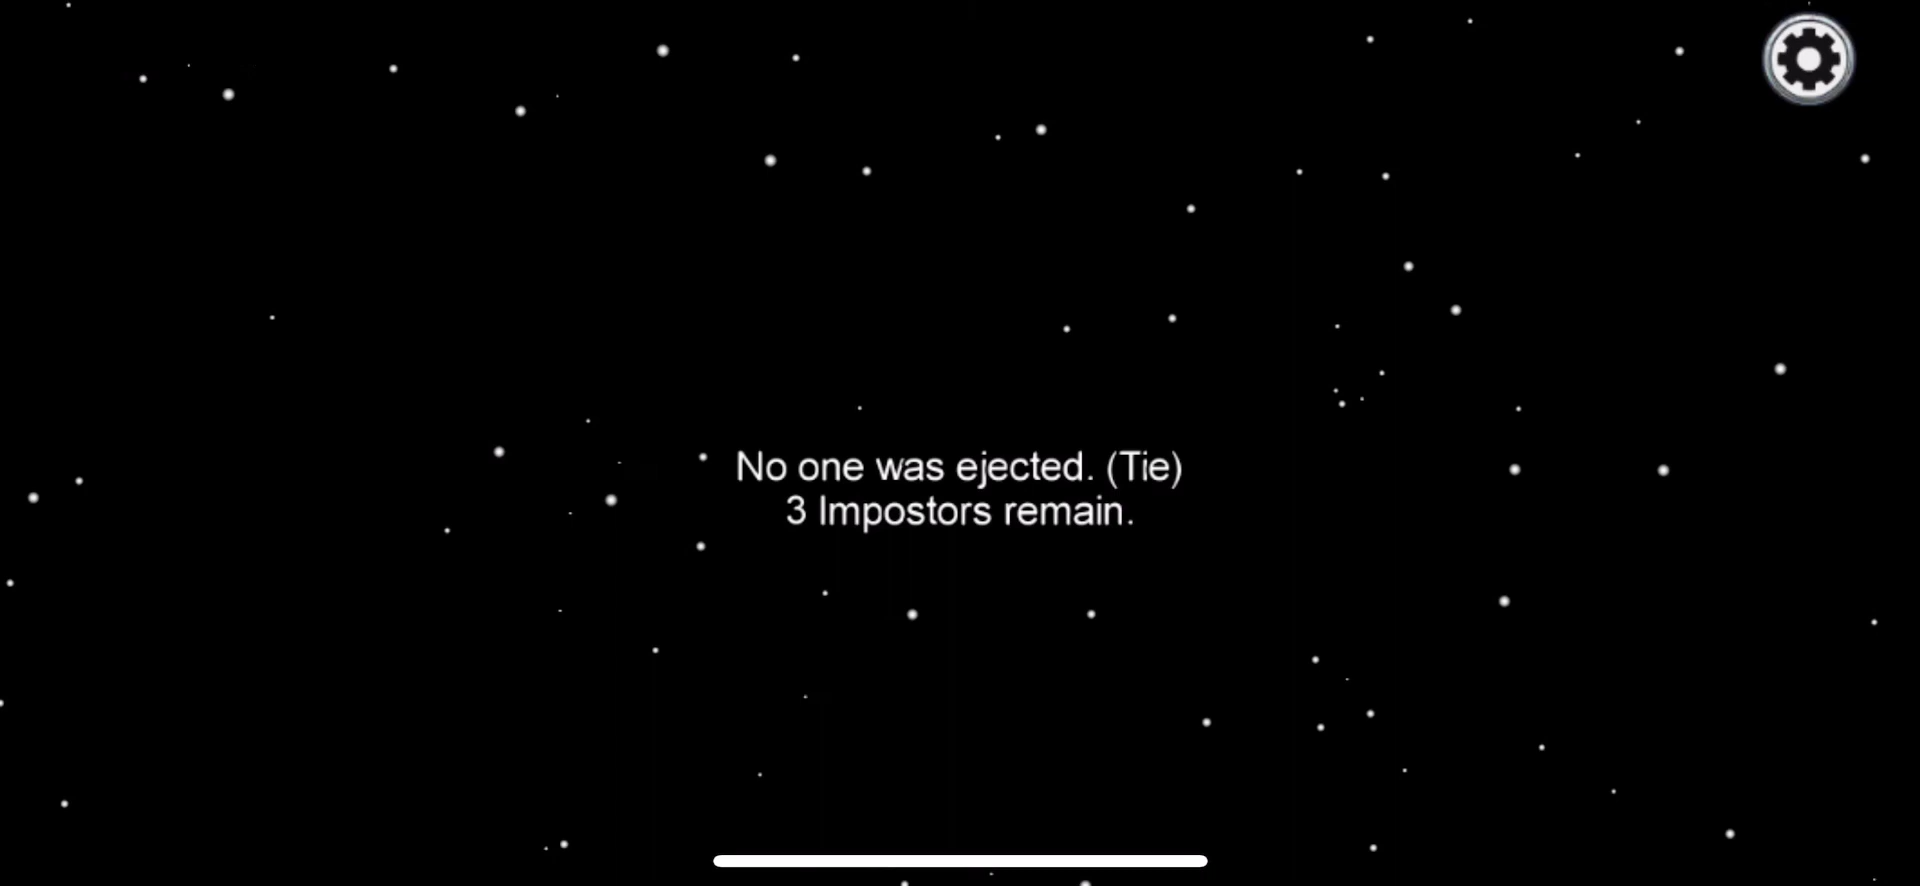 No one was ejected. (Tie)
3 Impostors remain.